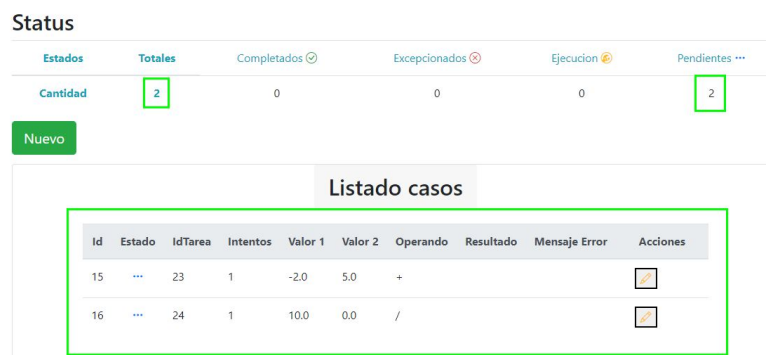 Status
Estados Totales Completados Excepcionados Ejecucion Pendientes ···
Cantidad 2 0 0 0 2
Nuevo
Listado casos
Id Estado IdTarea Intentos Valor 1 Valor 2 Operando Resultado Mensaje Error Acciones
15 ··· 23 1 -2.0 5.0 +
16 ··· 24 1 10.0 0.0 /